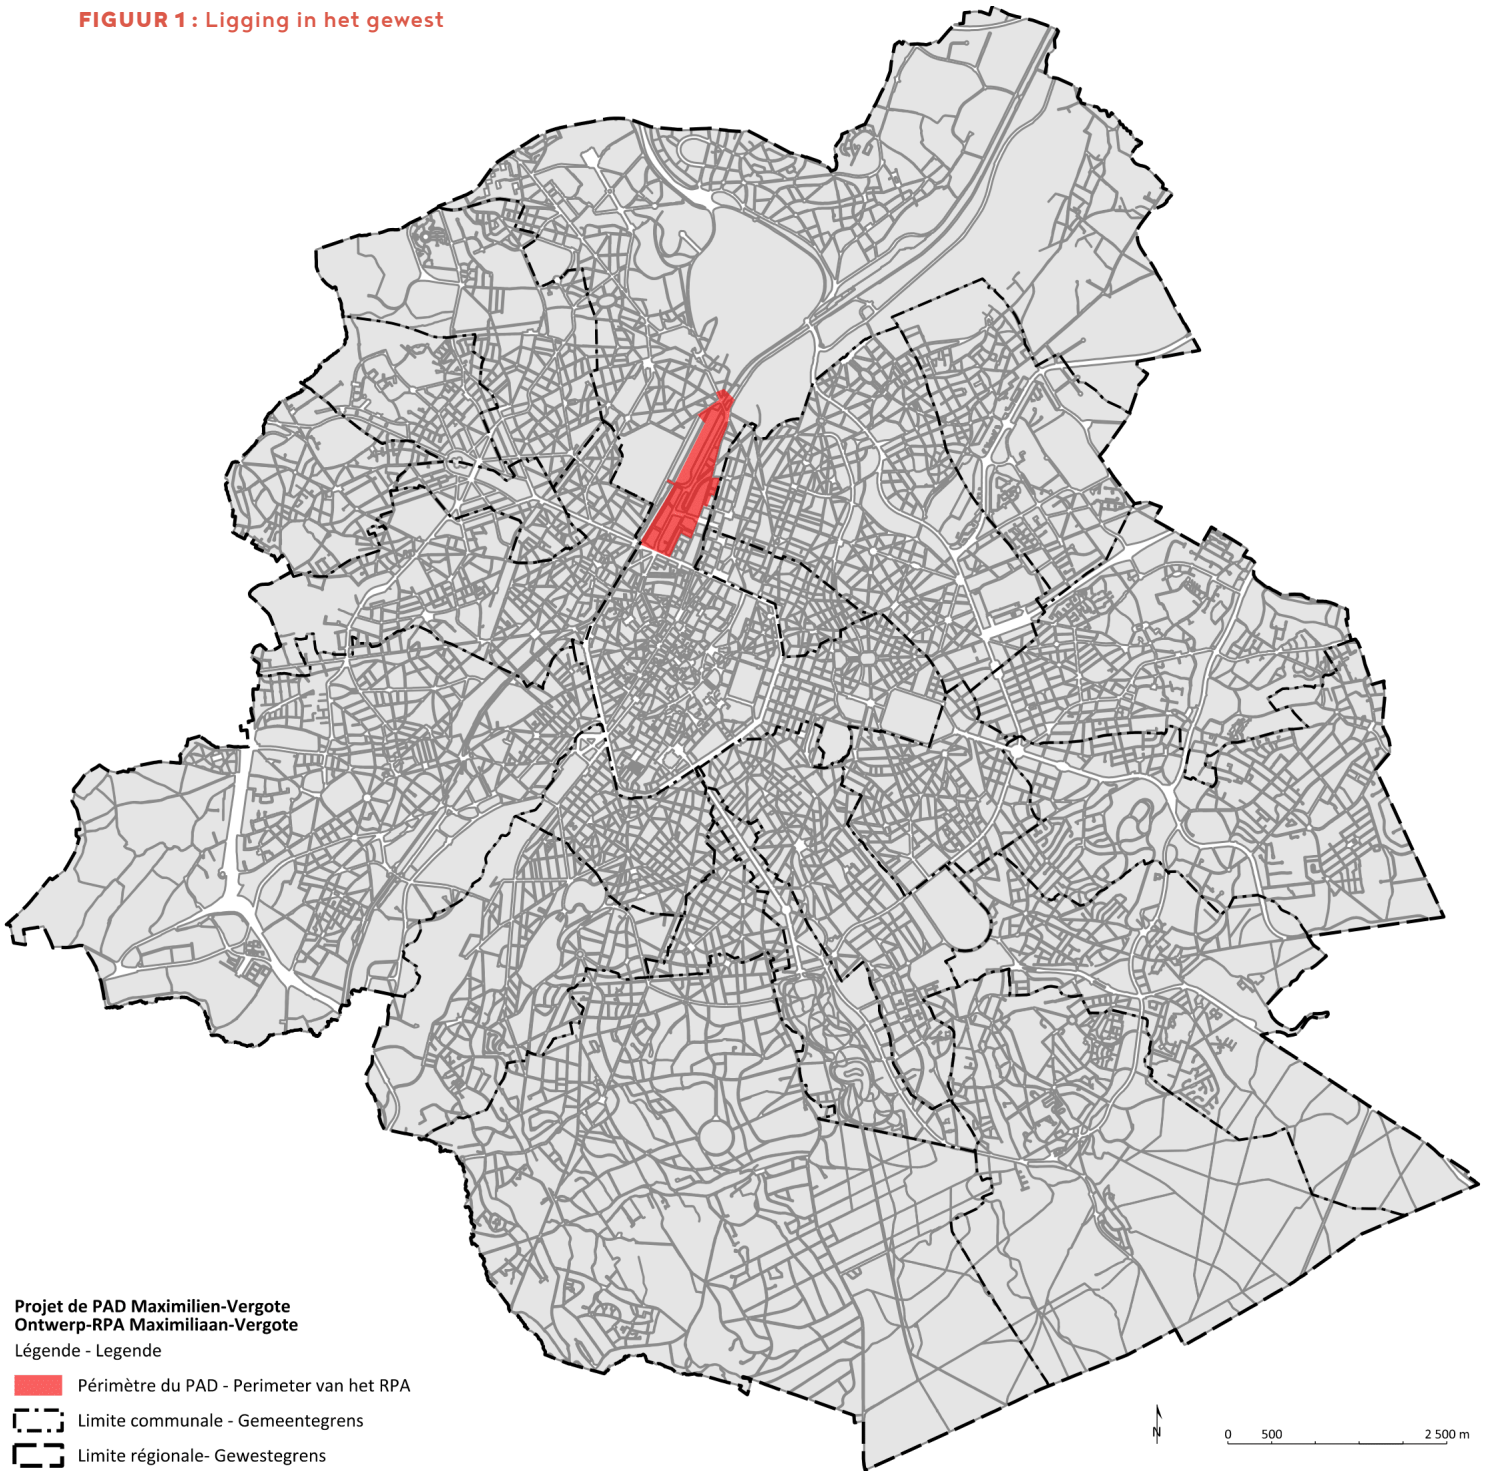 FIGUUR 1 : Ligging in het gewest
Projet de PAD Maximilien-Vergote
Ontwerp-RPA Maximiliaan-Vergote
Légende - Legende
Périmètre du PAD - Perimeter van het RPA
Limite communale - Gemeentegrens
Limite régionale- Gewestegrens
N
0 500 2 500 m